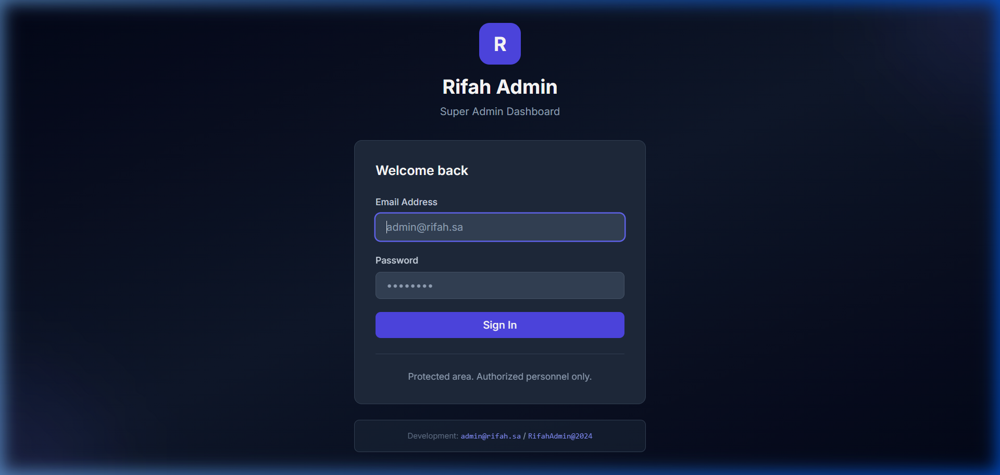 R
Rifah Admin
Super Admin Dashboard
Welcome back
Email Address
admin@rifah.sa
Password
••••••••
Sign In
Protected area. Authorized personnel only.
Development: admin@rifah.sa / RifahAdmin@2024